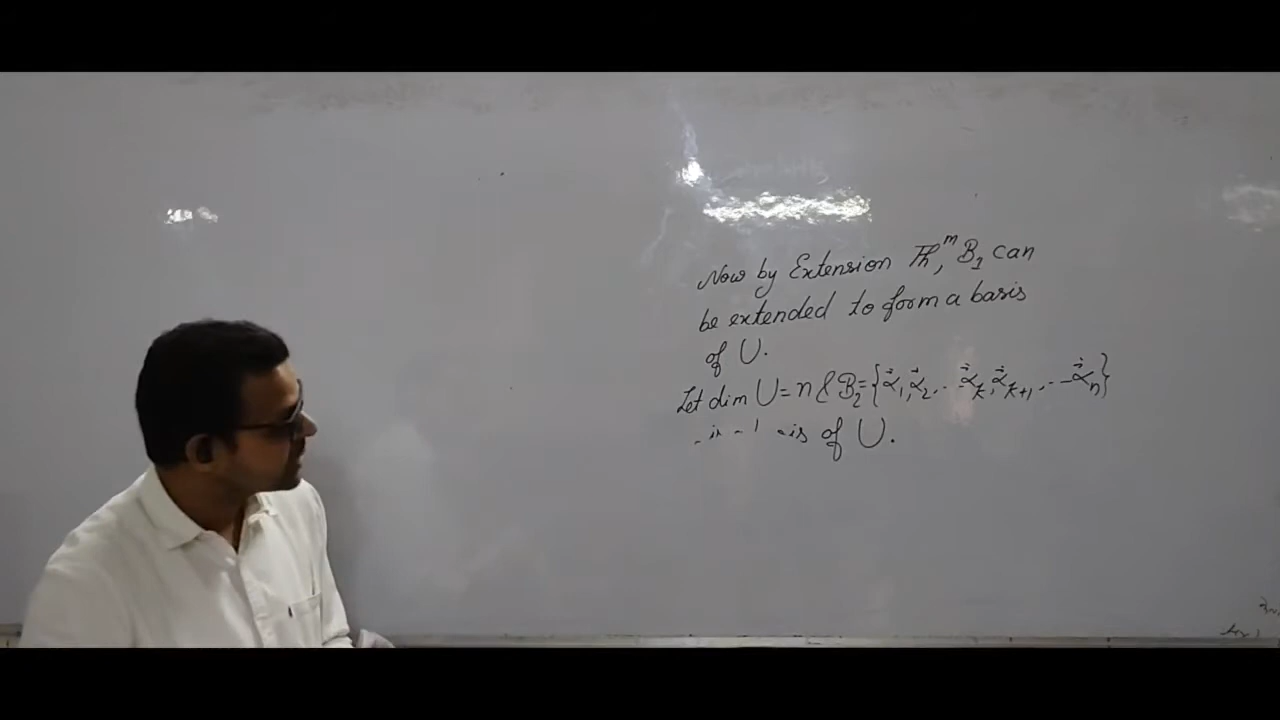 Now by Extension Th^m, B₁ can
be extended to form a basis
of U.
Let dim U = n & B₂ = {α⃗₁, α⃗₂, .. α⃗ₖ, α⃗ₖ₊₁, .. - α⃗ₙ}
of U.